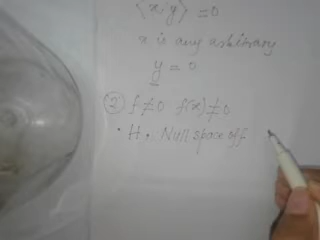 ⟨x, y⟩ = 0
x is any arbitrary
y = 0
② f ≠ 0 f(x) ≠ 0
• H. Null space of f